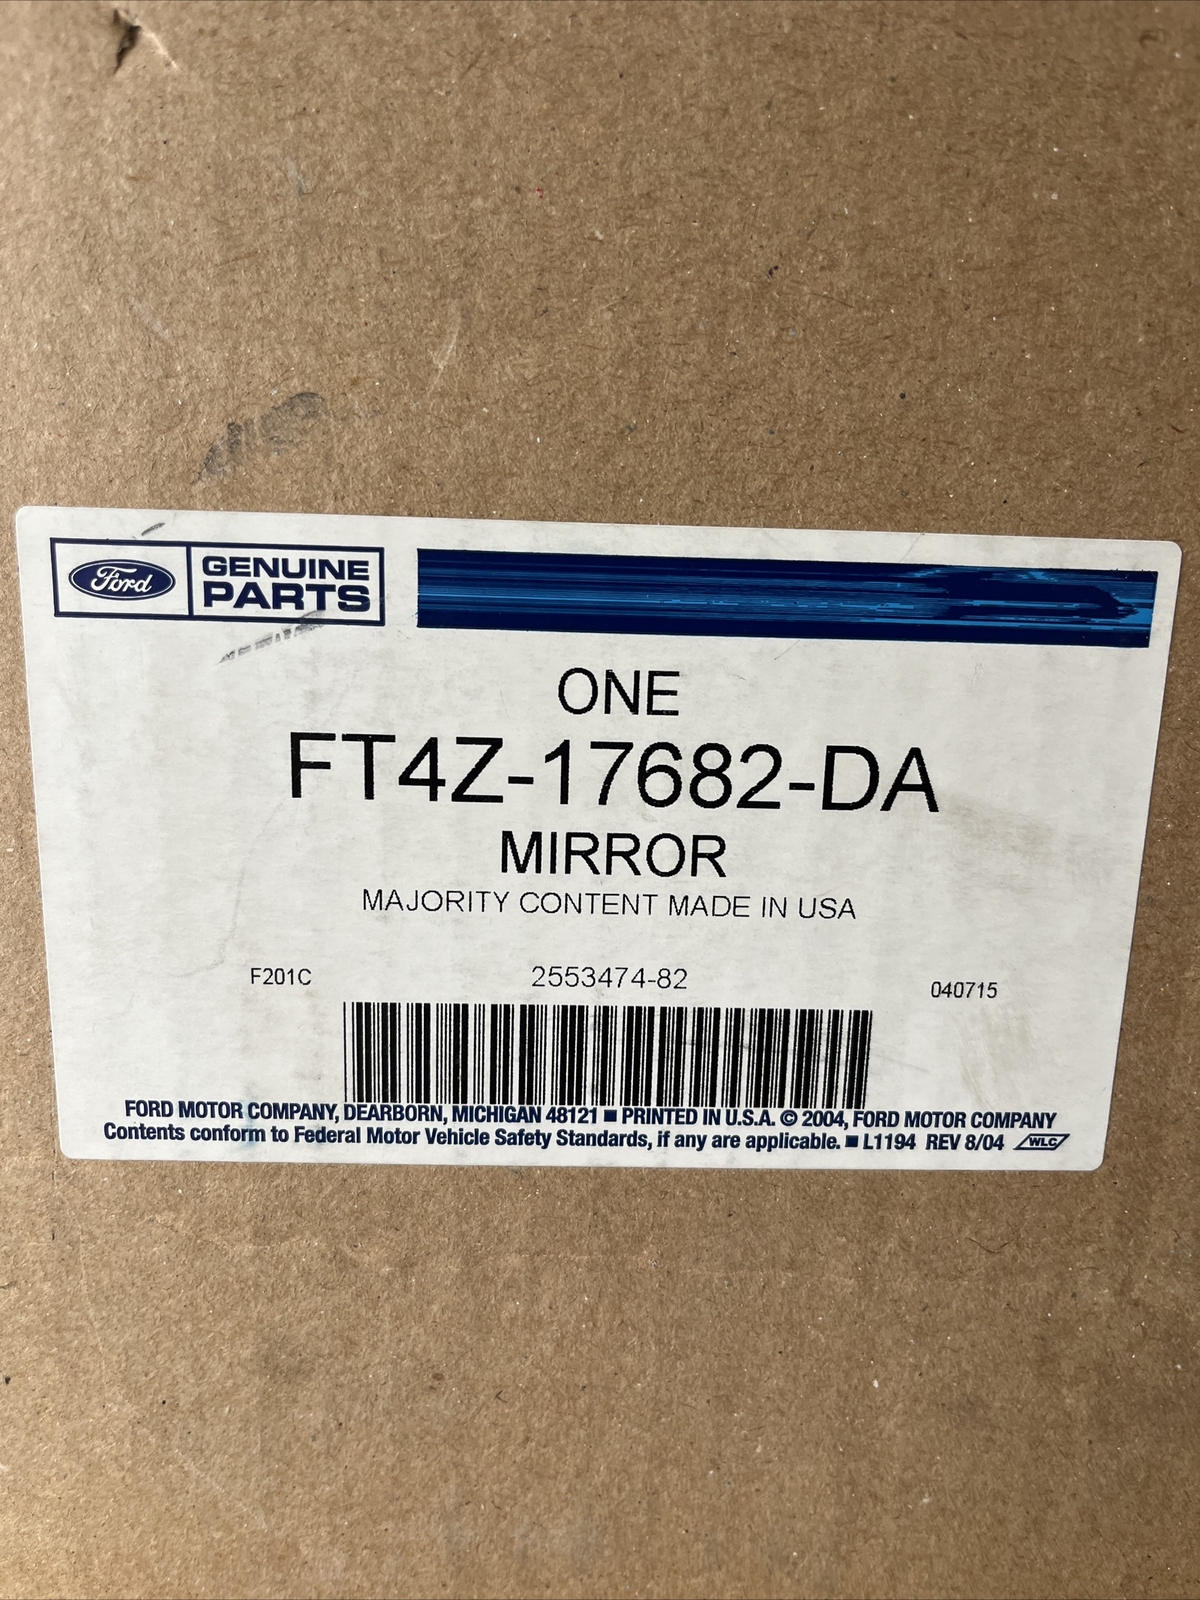 Ford
GENUINE
PARTS
ONE
FT4Z-17682-DA
MIRROR
MAJORITY CONTENT MADE IN USA
F201C 2553474-82 040715
FORD MOTOR COMPANY, DEARBORN, MICHIGAN 48121 ■ PRINTED IN U.S.A. © 2004, FORD MOTOR COMPANY
Contents conform to Federal Motor Vehicle Safety Standards, if any are applicable. ■ L1194 REV 8/04 WLC